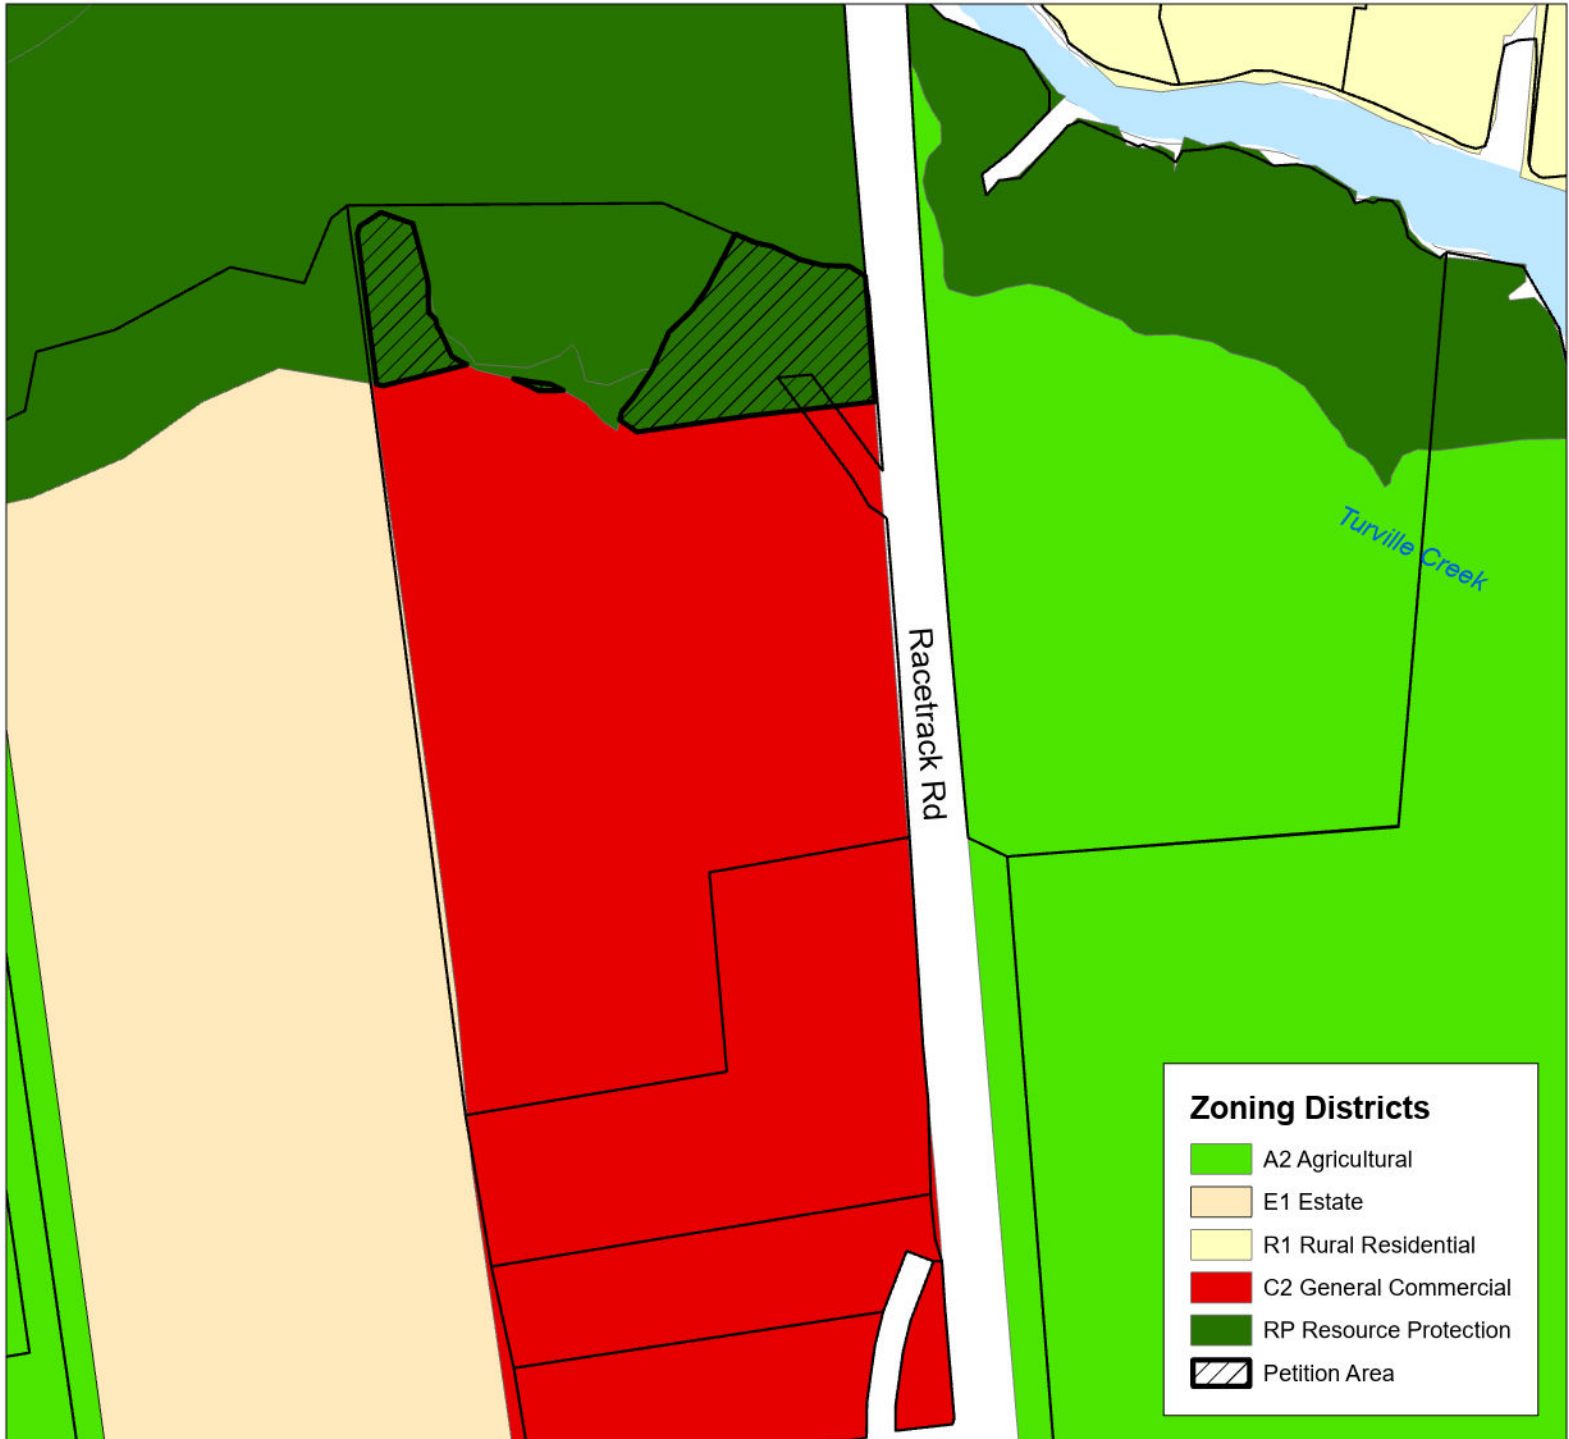 Turville Creek
Racetrack Rd
Zoning Districts
A2 Agricultural
E1 Estate
R1 Rural Residential
C2 General Commercial
RP Resource Protection
Petition Area